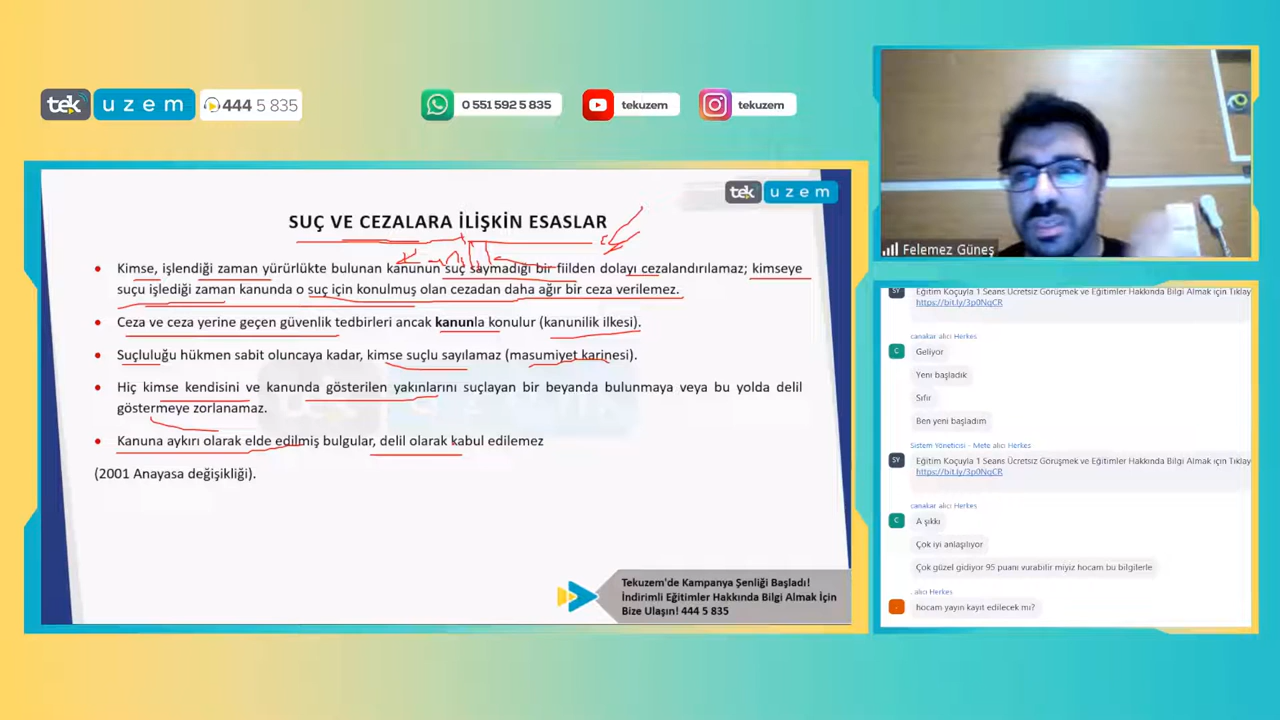 tek uzem 444 5 835
0 551 592 5 835
tekuzem
tekuzem
tek uzem
SUÇ VE CEZALARA İLİŞKİN ESASLAR
• Kimse, işlendiği zaman yürürlükte bulunan kanunun suç saymadığı bir fiilden dolayı cezalandırılamaz; kimseye
suçu işlediği zaman kanunda o suç için konulmuş olan cezadan daha ağır bir ceza verilemez.
• Ceza ve ceza yerine geçen güvenlik tedbirleri ancak kanunla konulur (kanunilik ilkesi).
• Suçluluğu hükmen sabit oluncaya kadar, kimse suçlu sayılamaz (masumiyet karinesi).
• Hiç kimse kendisini ve kanunda gösterilen yakınlarını suçlayan bir beyanda bulunmaya veya bu yolda delil
göstermeye zorlanamaz.
• Kanuna aykırı olarak elde edilmiş bulgular, delil olarak kabul edilemez
(2001 Anayasa değişikliği).
Tekuzem'de Kampanya Şenliği Başladı!
İndirimli Eğitimler Hakkında Bilgi Almak İçin
Bize Ulaşın! 444 5 835
Felemez Güneş
SY
Eğitim Koçuyla 1 Seans Ücretsiz Görüşmek ve Eğitimler Hakkında Bilgi Almak için Tıklay
https://bit.ly/3p0NqCR
canakar alıcı Herkes
C
Geliyor
Yeni başladık
Sıfır
Ben yeni başladım
Sistem Yöneticisi - Mete alıcı Herkes
SY
Eğitim Koçuyla 1 Seans Ücretsiz Görüşmek ve Eğitimler Hakkında Bilgi Almak için Tıklay
https://bit.ly/3p0NqCR
canakar alıcı Herkes
C
A şıkkı
Çok iyi anlaşılıyor
Çok güzel gidiyor 95 puanı vurabilir miyiz hocam bu bilgilerle
. alıcı Herkes
hocam yayın kayıt edilecek mı?